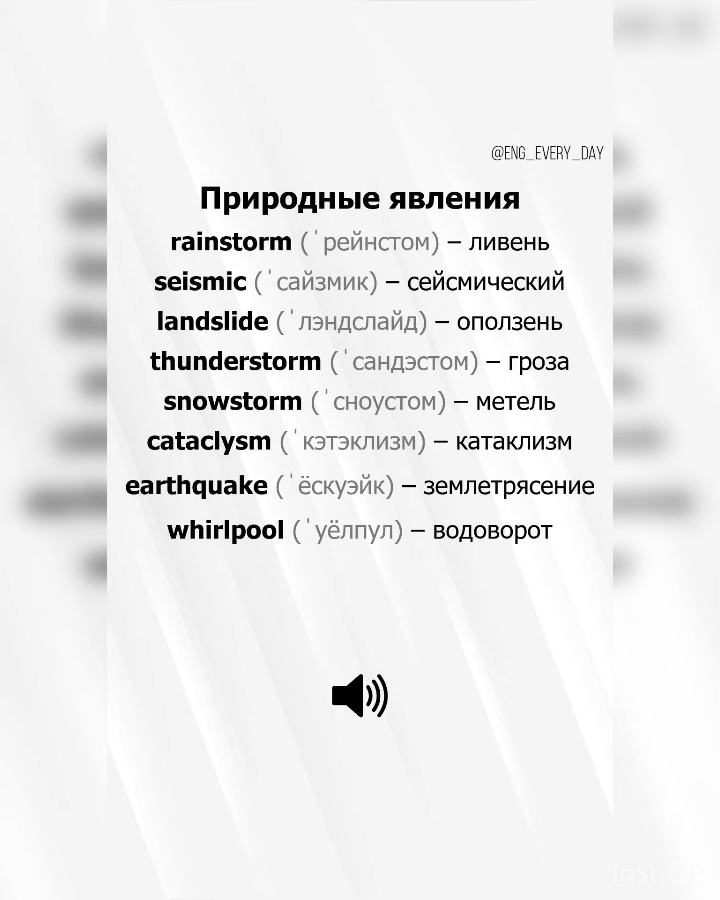 @ENG_EVERY_DAY
Природные явления
rainstorm (ˈрейнстом) – ливень
seismic (ˈсайзмик) – сейсмический
landslide (ˈлэндслайд) – оползень
thunderstorm (ˈсандэстом) – гроза
snowstorm (ˈсноустом) – метель
cataclysm (ˈкэтэклизм) – катаклизм
earthquake (ˈёскуэйк) – землетрясение
whirlpool (ˈуёлпул) – водоворот